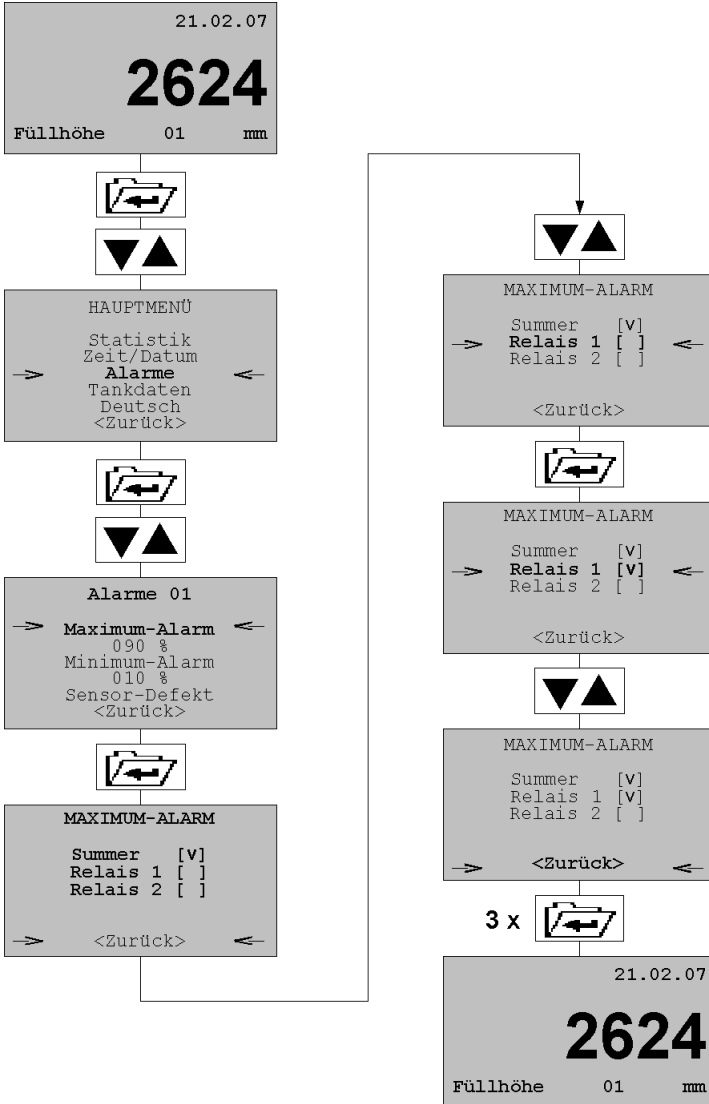 21.02.07
2624
Füllhöhe 01 mm
HAUPTMENÜ
Statistik
Zeit/Datum
Alarme
Tankdaten
Deutsch
<Zurück>
Alarme 01
Maximum-Alarm
090 %
Minimum-Alarm
010 %
Sensor-Defekt
<Zurück>
MAXIMUM-ALARM
Summer [v]
Relais 1 [ ]
Relais 2 [ ]
<Zurück>
MAXIMUM-ALARM
Summer [v]
Relais 1 [ ]
Relais 2 [ ]
<Zurück>
MAXIMUM-ALARM
Summer [v]
Relais 1 [v]
Relais 2 [ ]
<Zurück>
MAXIMUM-ALARM
Summer [v]
Relais 1 [v]
Relais 2 [ ]
<Zurück>
3 x
21.02.07
2624
Füllhöhe 01 mm